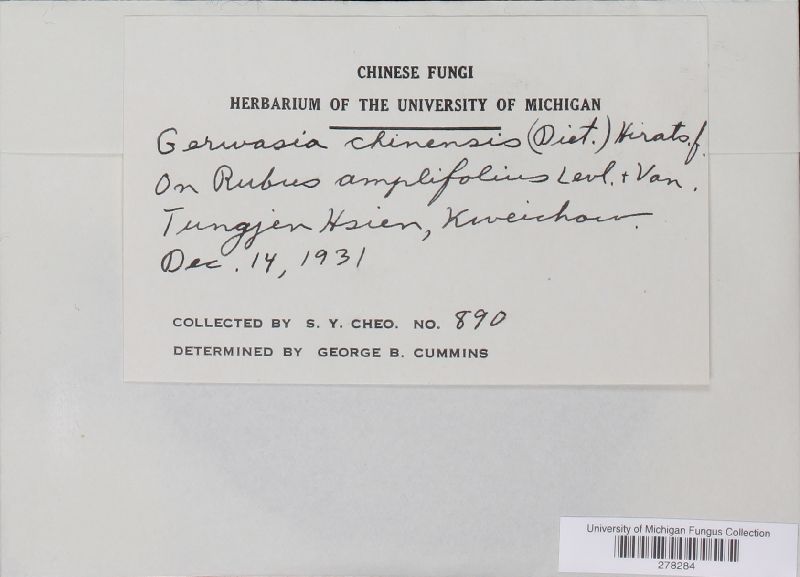 CHINESE FUNGI
HERBARIUM OF THE UNIVERSITY OF MICHIGAN
Gerwasia chinensis (Diet.) Hirats. f.
On Rubus amplifolius Levl. + Van.
Tungjen Hsien, Kweichow.
Dec. 14, 1931
COLLECTED BY S. Y. CHEO. NO. 890
DETERMINED BY GEORGE B. CUMMINS
University of Michigan Fungus Collection
278284